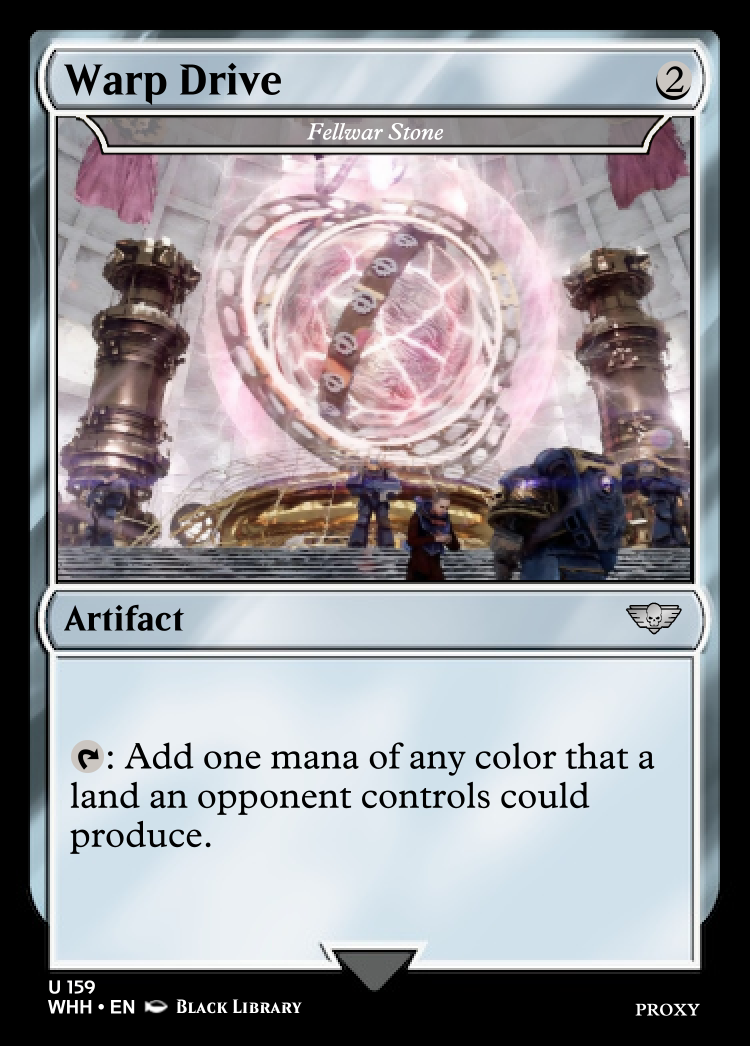 Warp Drive 2
Fellwar Stone
Artifact
: Add one mana of any color that a
land an opponent controls could
produce.
U 159
WHH • EN BLACK LIBRARY
PROXY